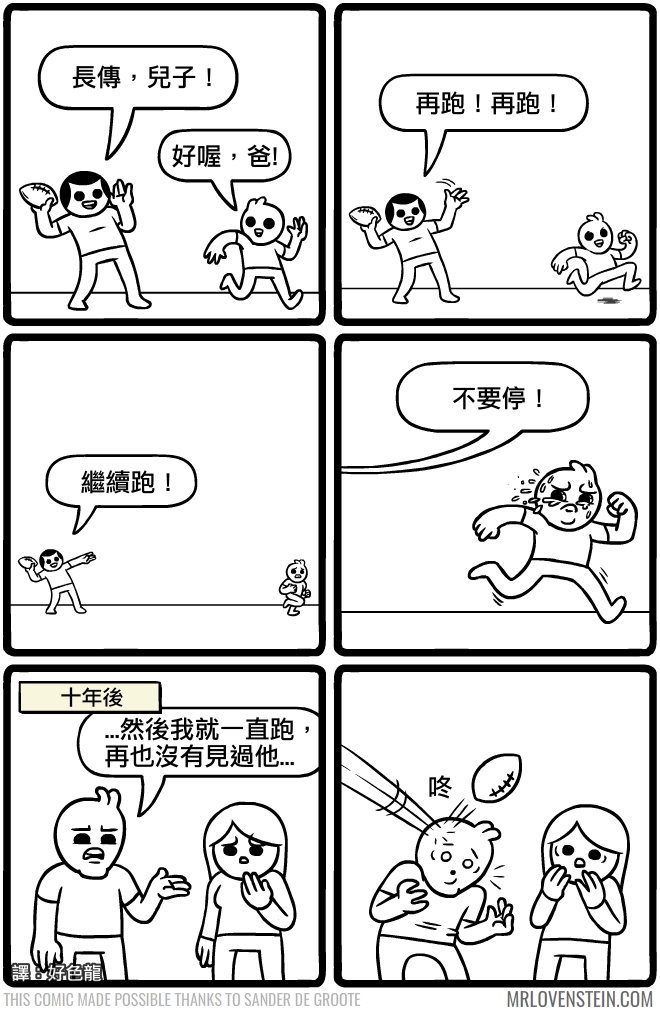 長傳，兒子！
好喔，爸!
再跑！再跑！
繼續跑！
不要停！
十年後
...然後我就一直跑，
再也沒有見過他...
咚
譯：好色龍
THIS COMIC MADE POSSIBLE THANKS TO SANDER DE GROOTE
MRLOVENSTEIN.COM